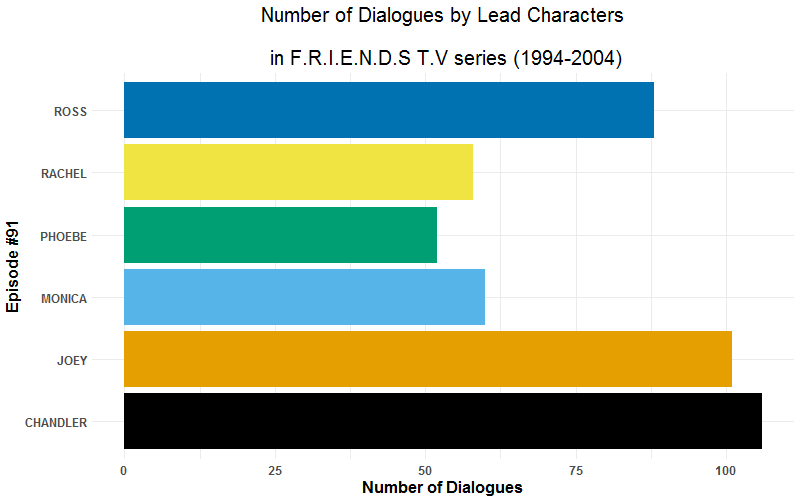 Number of Dialogues by Lead Characters
in F.R.I.E.N.D.S T.V series (1994-2004)
Episode #91
ROSS
RACHEL
PHOEBE
MONICA
JOEY
CHANDLER
0 25 50 75 100
Number of Dialogues